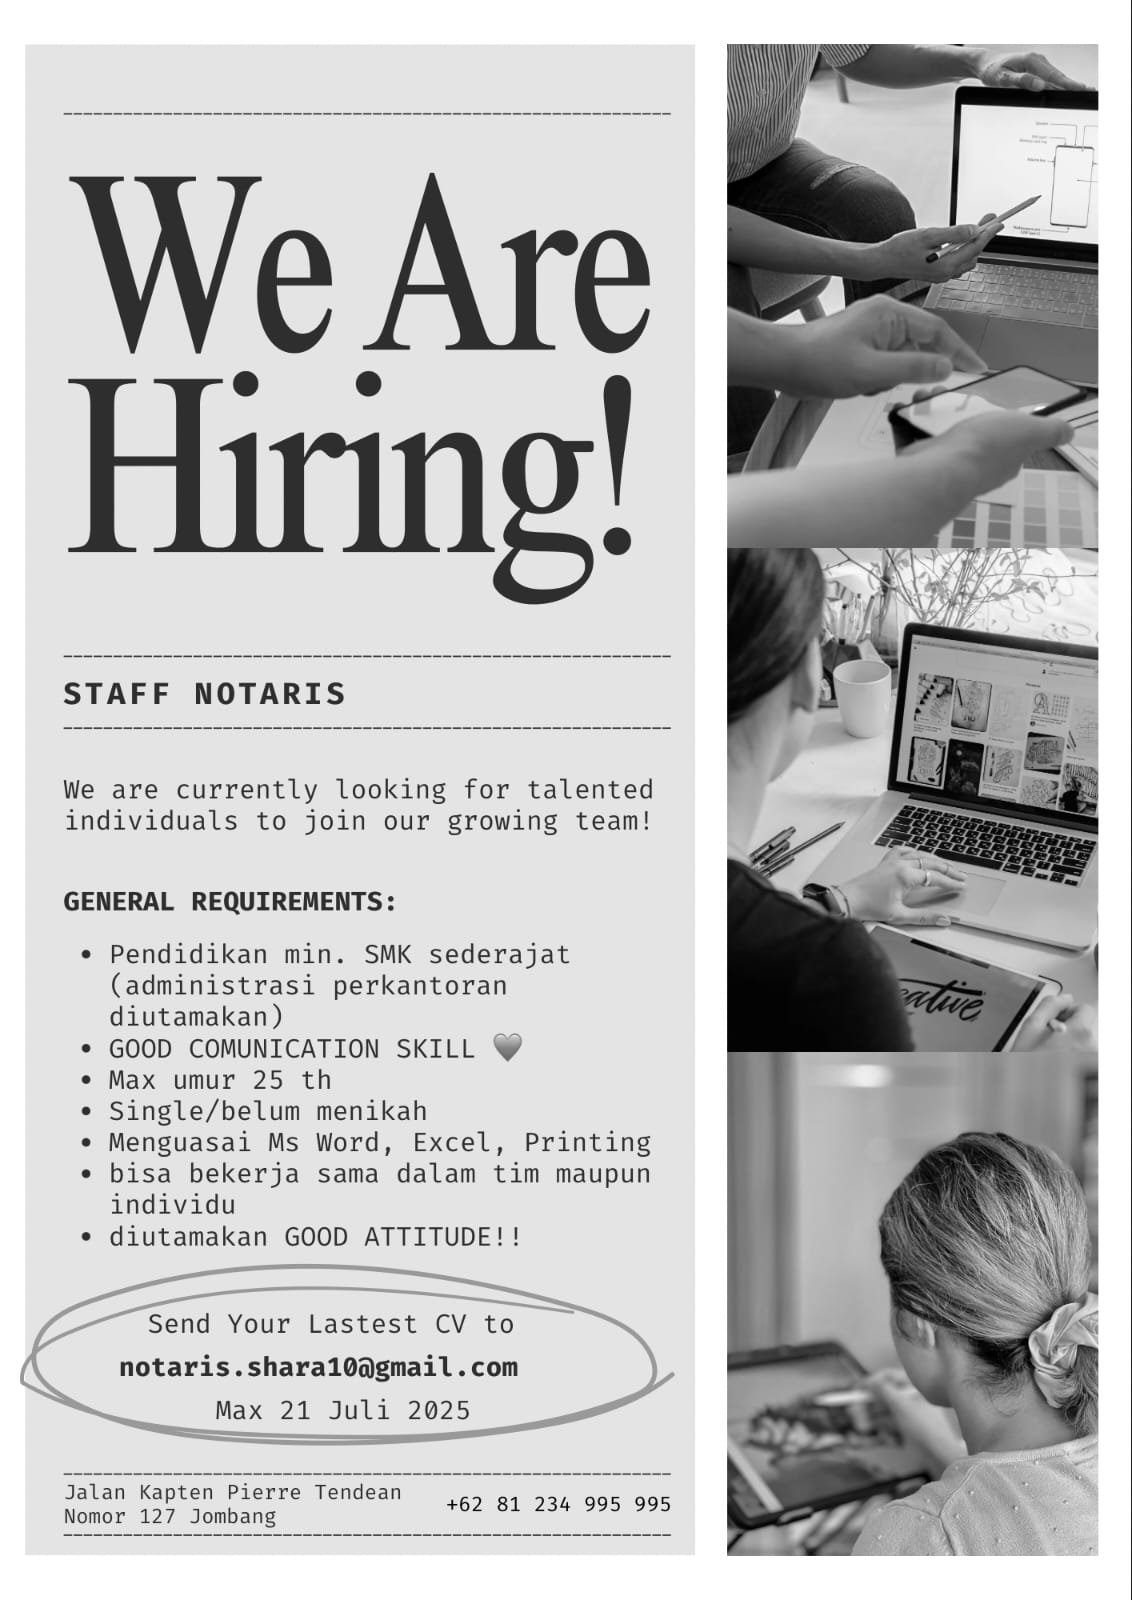 We Are
Hiring!
STAFF NOTARIS
We are currently looking for talented
individuals to join our growing team!
GENERAL REQUIREMENTS:
• Pendidikan min. SMK sederajat
(administrasi perkantoran
diutamakan)
• GOOD COMUNICATION SKILL 🖤
• Max umur 25 th
• Single/belum menikah
• Menguasai Ms Word, Excel, Printing
• bisa bekerja sama dalam tim maupun
individu
• diutamakan GOOD ATTITUDE!!
Send Your Lastest CV to
notaris.shara10@gmail.com
Max 21 Juli 2025
Jalan Kapten Pierre Tendean
Nomor 127 Jombang
+62 81 234 995 995